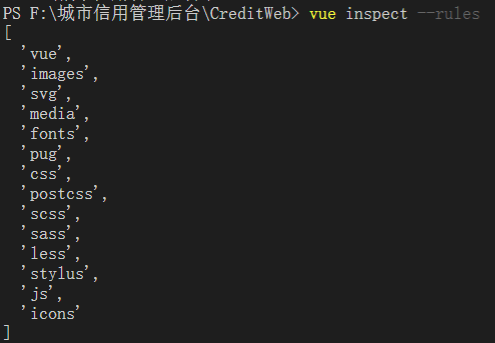 PS F:\城市信用管理后台\CreditWeb> vue inspect --rules
[
  'vue',
  'images',
  'svg',
  'media',
  'fonts',
  'pug',
  'css',
  'postcss',
  'scss',
  'sass',
  'less',
  'stylus',
  'js',
  'icons'
]